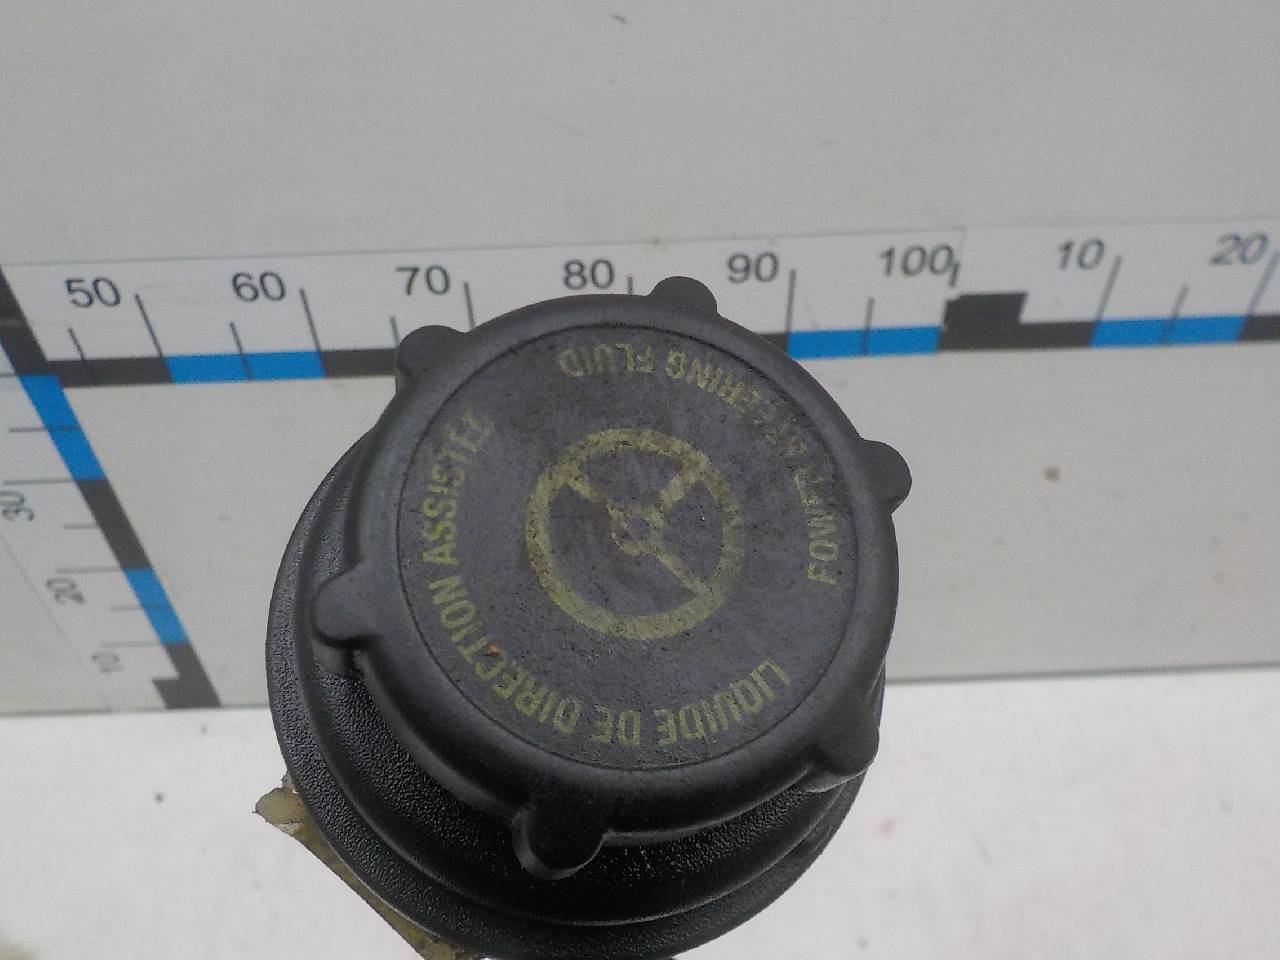 50 60 70 80 90 100 10 20
POWER STEERING FLUID
LIQUIDE DE DIRECTION ASSISTEE
30
20
10